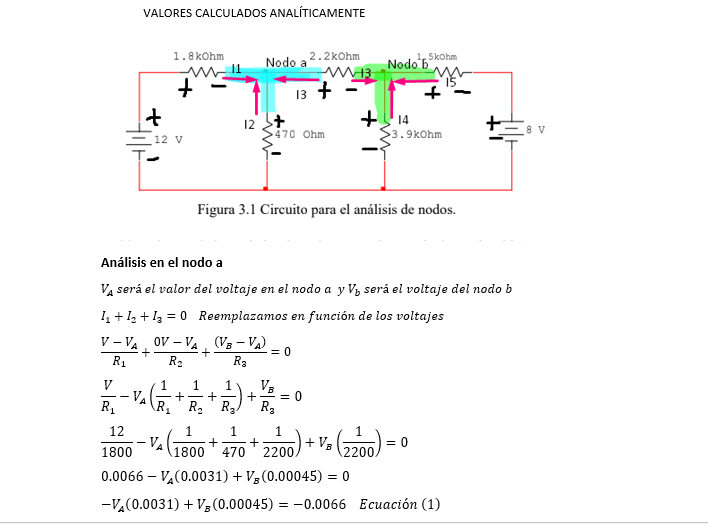 VALORES CALCULADOS ANALÍTICAMENTE
1.8kOhm I1 Nodo a 2.2kOhm I3 Nodo b 1.5kOhm
+ - I3 + - + - I5
+ 12 V - I2 + 470 Ohm - + I4 3.9kOhm - + 8 V -
Figura 3.1 Circuito para el análisis de nodos.
Análisis en el nodo a
V_A será el valor del voltaje en el nodo a y V_b será el voltaje del nodo b
I_1 + I_2 + I_3 = 0 Reemplazamos en función de los voltajes
\frac{V - V_A}{R_1} + \frac{0V - V_A}{R_2} + \frac{(V_B - V_A)}{R_3} = 0
\frac{V}{R_1} - V_A \left( \frac{1}{R_1} + \frac{1}{R_2} + \frac{1}{R_3} \right) + \frac{V_B}{R_3} = 0
\frac{12}{1800} - V_A \left( \frac{1}{1800} + \frac{1}{470} + \frac{1}{2200} \right) + V_B \left( \frac{1}{2200} \right) = 0
0.0066 - V_A(0.0031) + V_B(0.00045) = 0
-V_A(0.0031) + V_B(0.00045) = -0.0066 Ecuación (1)